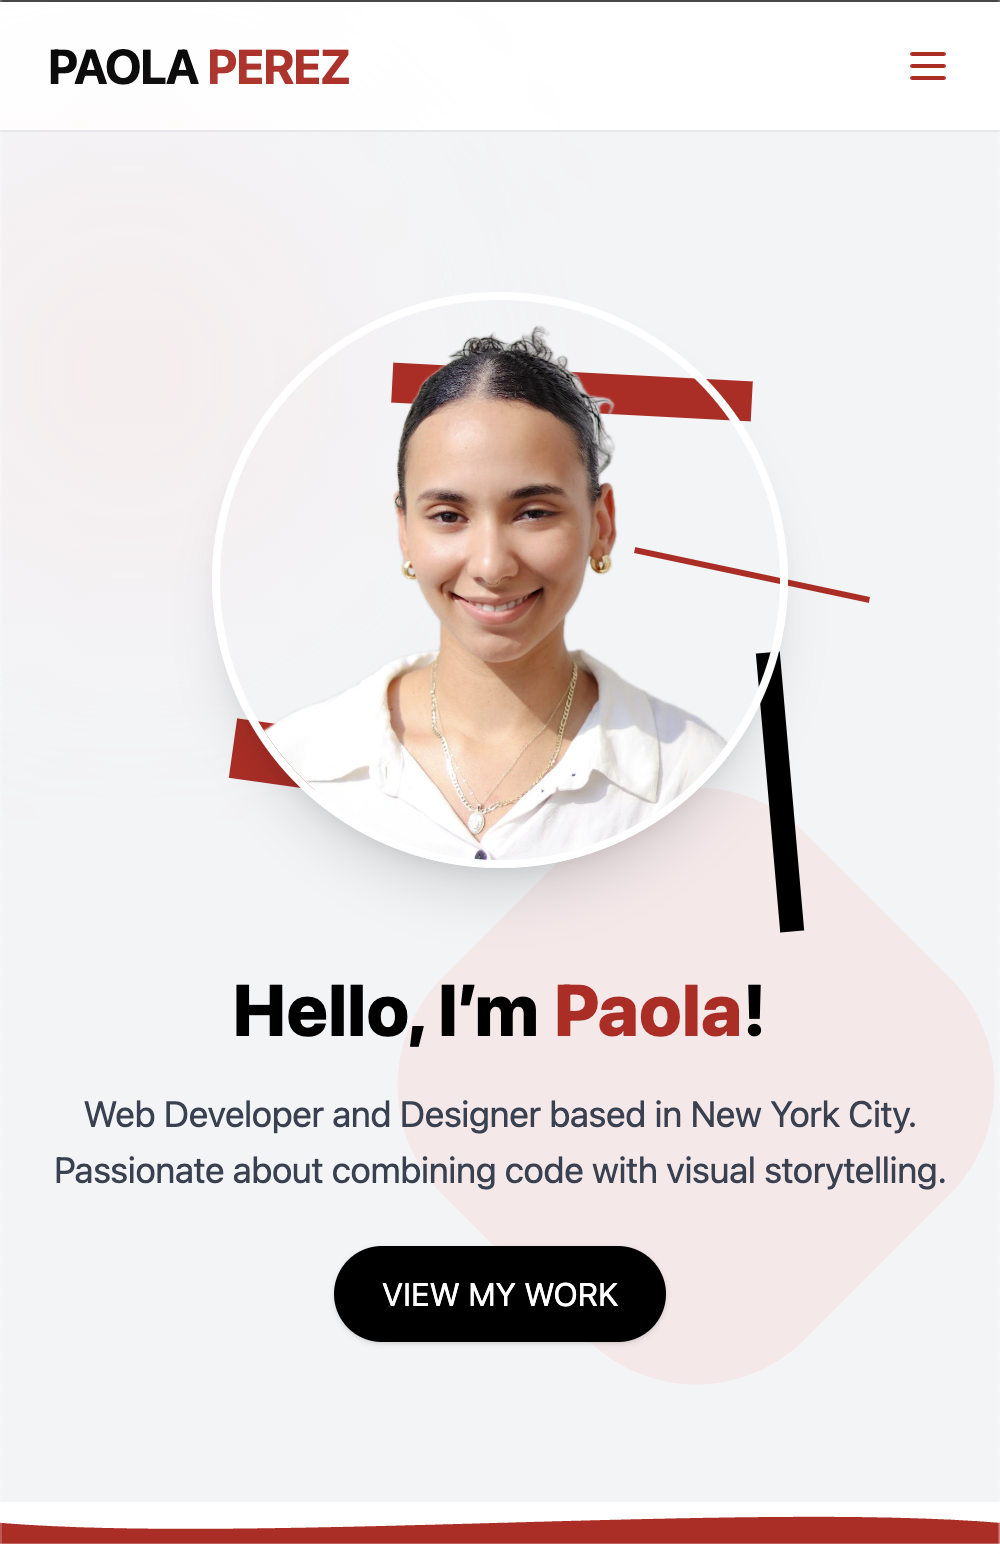 PAOLA PEREZ
Hello, I’m Paola!
Web Developer and Designer based in New York City.
Passionate about combining code with visual storytelling.
VIEW MY WORK